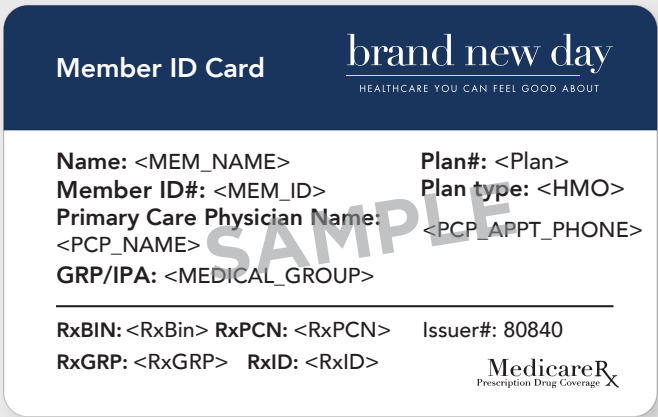 Member ID Card
brand new day
HEALTHCARE YOU CAN FEEL GOOD ABOUT
Name: <MEM_NAME> Plan#: <Plan>
Member ID#: <MEM_ID> Plan type: <HMO>
Primary Care Physician Name:
<PCP_NAME> <PCP_APPT_PHONE>
GRP/IPA: <MEDICAL_GROUP>
SAMPLE
RxBIN: <RxBin> RxPCN: <RxPCN> Issuer#: 80840
RxGRP: <RxGRP> RxID: <RxID>
MedicareRx
Prescription Drug Coverage